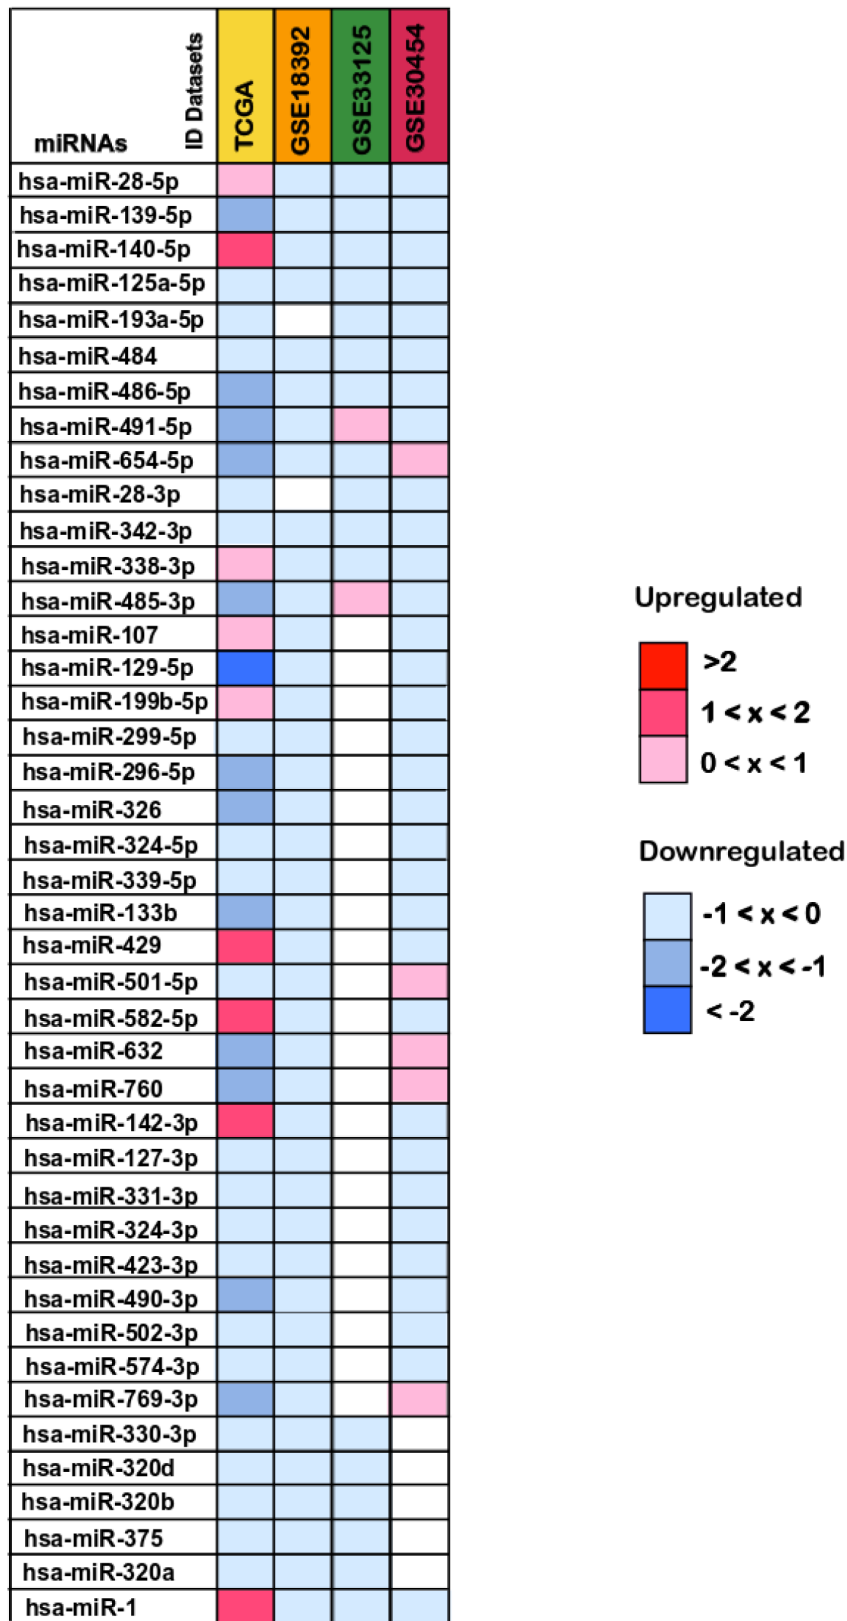 miRNAs
ID Datasets
TCGA
GSE18392
GSE33125
GSE30454
hsa-miR-28-5p
hsa-miR-139-5p
hsa-miR-140-5p
hsa-miR-125a-5p
hsa-miR-193a-5p
hsa-miR-484
hsa-miR-486-5p
hsa-miR-491-5p
hsa-miR-654-5p
hsa-miR-28-3p
hsa-miR-342-3p
hsa-miR-338-3p
hsa-miR-485-3p
hsa-miR-107
hsa-miR-129-5p
hsa-miR-199b-5p
hsa-miR-299-5p
hsa-miR-296-5p
hsa-miR-326
hsa-miR-324-5p
hsa-miR-339-5p
hsa-miR-133b
hsa-miR-429
hsa-miR-501-5p
hsa-miR-582-5p
hsa-miR-632
hsa-miR-760
hsa-miR-142-3p
hsa-miR-127-3p
hsa-miR-331-3p
hsa-miR-324-3p
hsa-miR-423-3p
hsa-miR-490-3p
hsa-miR-502-3p
hsa-miR-574-3p
hsa-miR-769-3p
hsa-miR-330-3p
hsa-miR-320d
hsa-miR-320b
hsa-miR-375
hsa-miR-320a
hsa-miR-1
Upregulated
>2
1 < x < 2
0 < x < 1
Downregulated
-1 < x < 0
-2 < x < -1
< -2